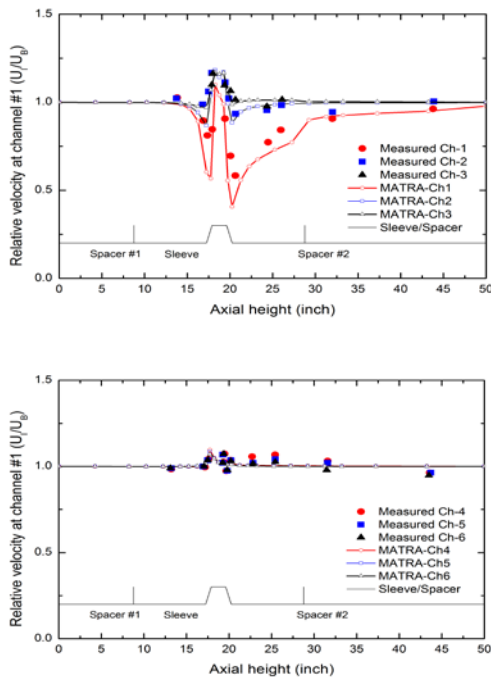 1.5
1.0
0.5
0.0
Relative velocity at channel #1 (U_i/U_B)
Measured Ch-1
Measured Ch-2
Measured Ch-3
MATRA-Ch1
MATRA-Ch2
MATRA-Ch3
Sleeve/Spacer
Spacer #1 Sleeve Spacer #2
0 5 10 15 20 25 30 35 40 45 50
Axial height (inch)
1.5
1.0
0.5
0.0
Relative velocity at channel #1 (U_i/U_B)
Measured Ch-4
Measured Ch-5
Measured Ch-6
MATRA-Ch4
MATRA-Ch5
MATRA-Ch6
Sleeve/Spacer
Spacer #1 Sleeve Spacer #2
0 5 10 15 20 25 30 35 40 45 50
Axial height (inch)